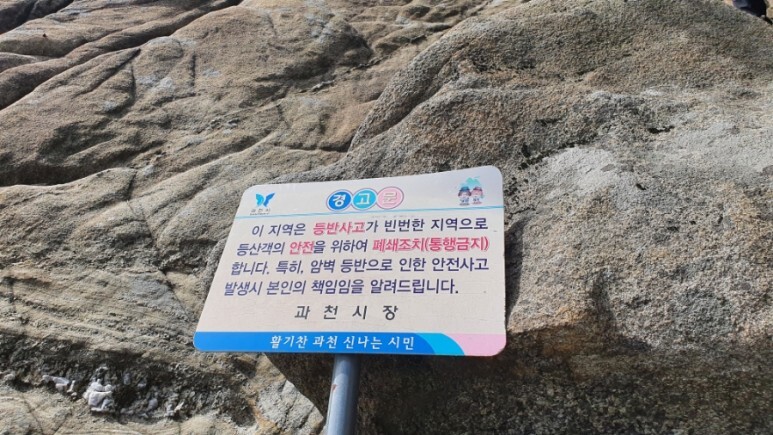 경고문
이 지역은 등반사고가 빈번한 지역으로
등산객의 안전을 위하여 폐쇄조치(통행금지)
합니다. 특히, 암벽 등반으로 인한 안전사고
발생시 본인의 책임임을 알려드립니다.
과천시장
활기찬 과천 신나는 시민